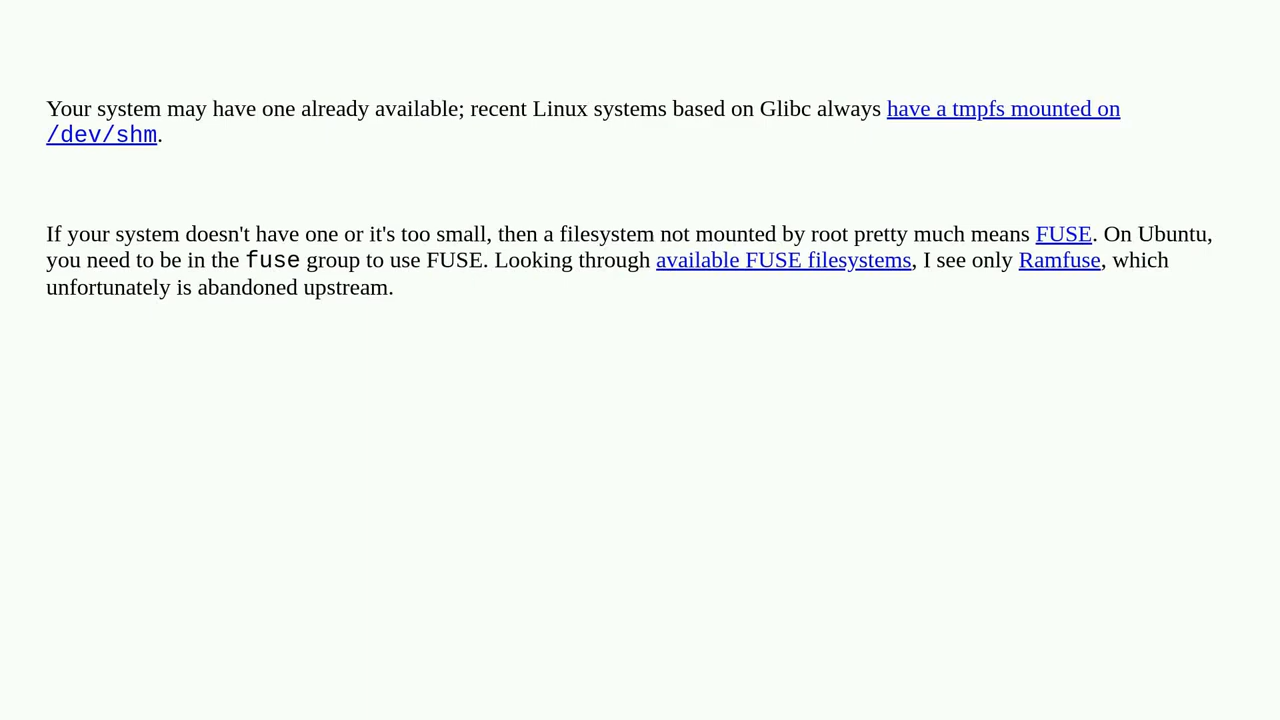 Your system may have one already available; recent Linux systems based on Glibc always have a tmpfs mounted on
/dev/shm.
If your system doesn't have one or it's too small, then a filesystem not mounted by root pretty much means FUSE. On Ubuntu,
you need to be in the fuse group to use FUSE. Looking through available FUSE filesystems, I see only Ramfuse, which
unfortunately is abandoned upstream.